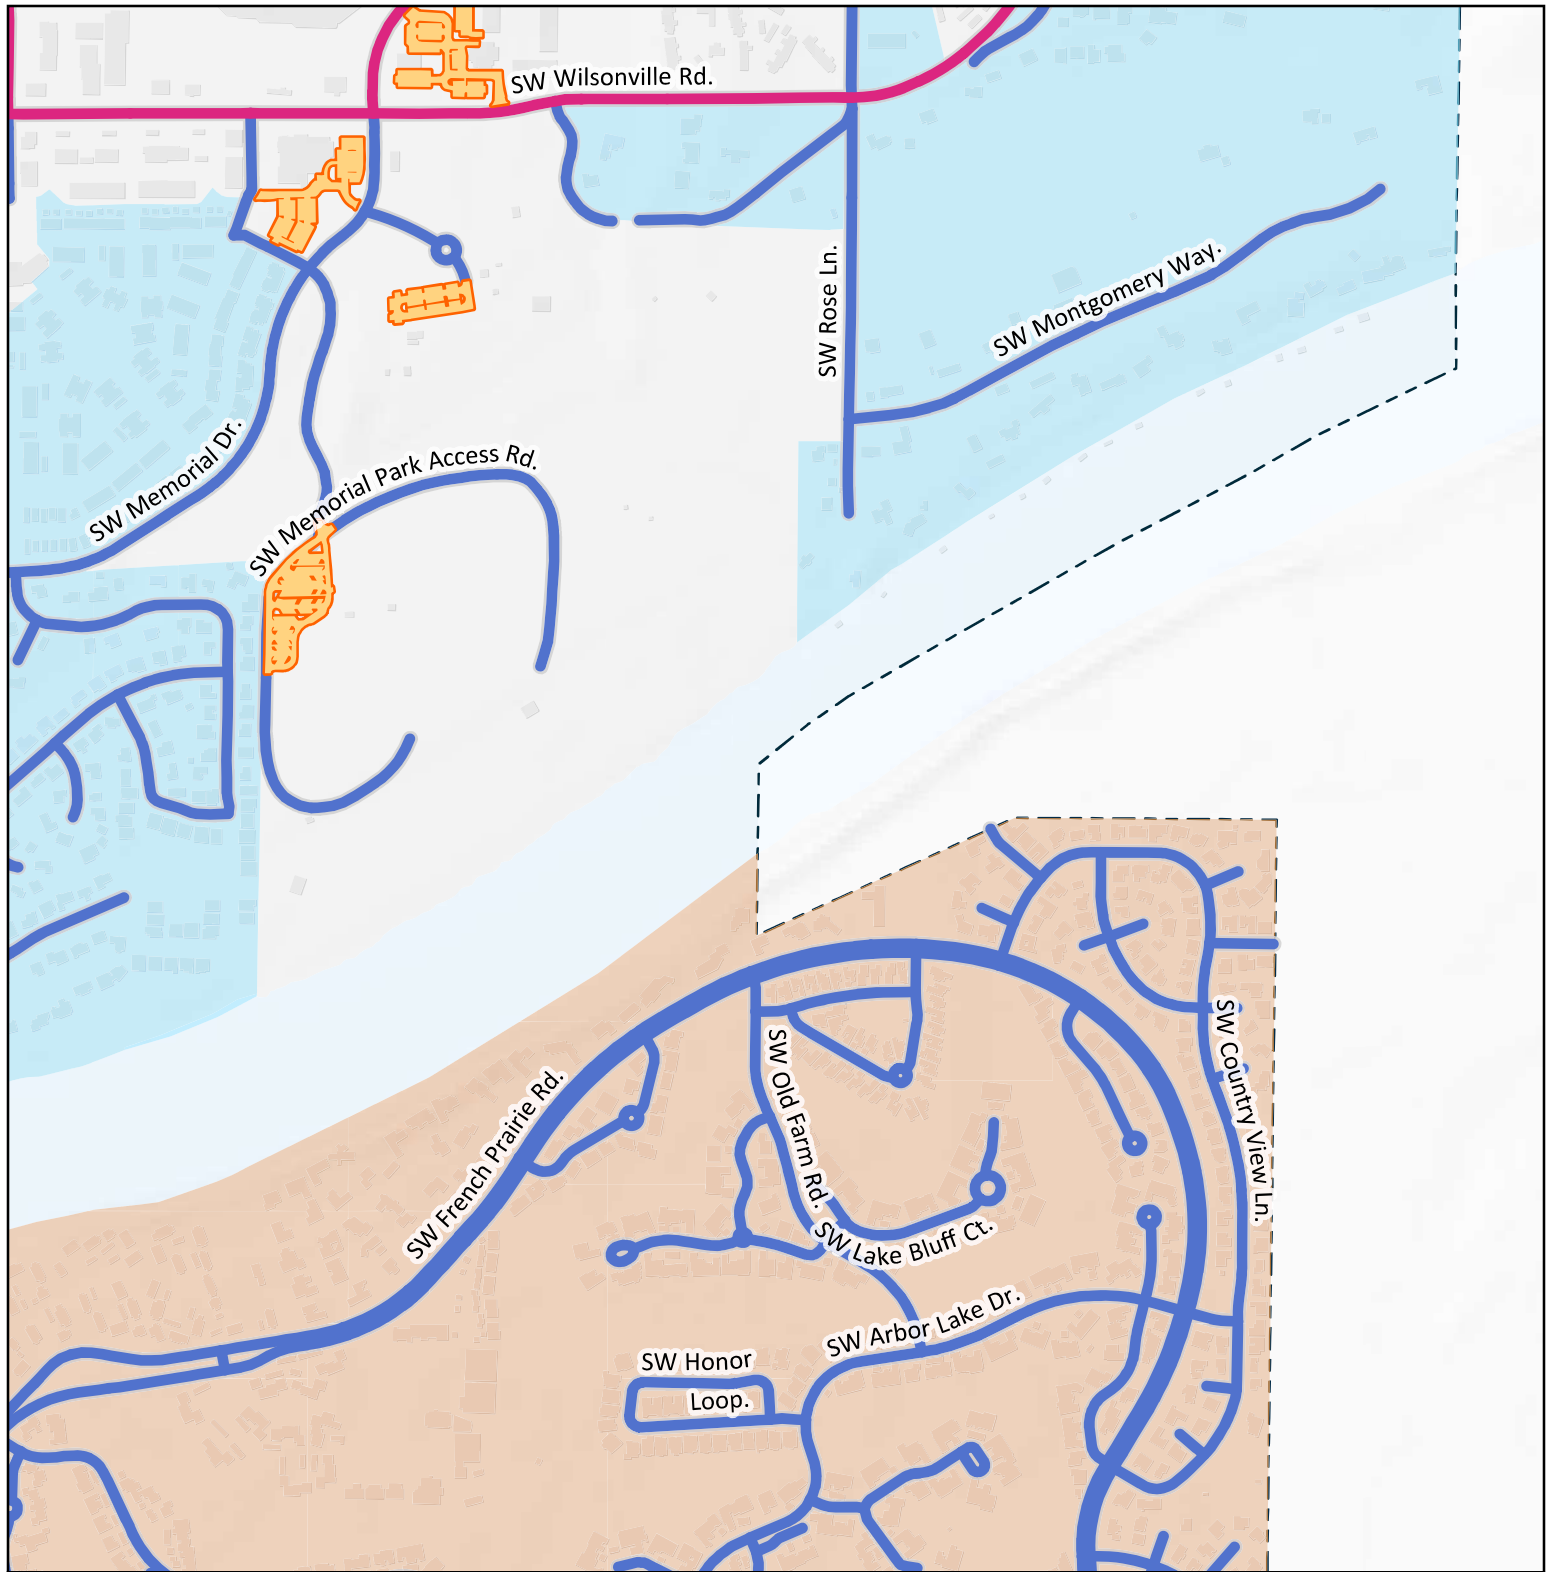 SW Wilsonville Rd.
SW Rose Ln.
SW Montgomery Way.
SW Memorial Dr.
SW Memorial Park Access Rd.
SW French Prairie Rd.
SW Old Farm Rd.
SW Country View Ln.
SW Lake Bluff Ct.
SW Arbor Lake Dr.
SW Honor
Loop.